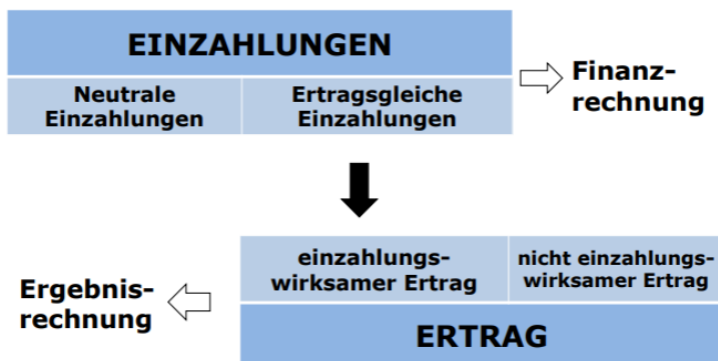 EINZAHLUNGEN
Neutrale
Einzahlungen
Ertragsgleiche
Einzahlungen
Finanz-
rechnung
einzahlungs-
wirksamer Ertrag
nicht einzahlungs-
wirksamer Ertrag
Ergebnis-
rechnung
ERTRAG